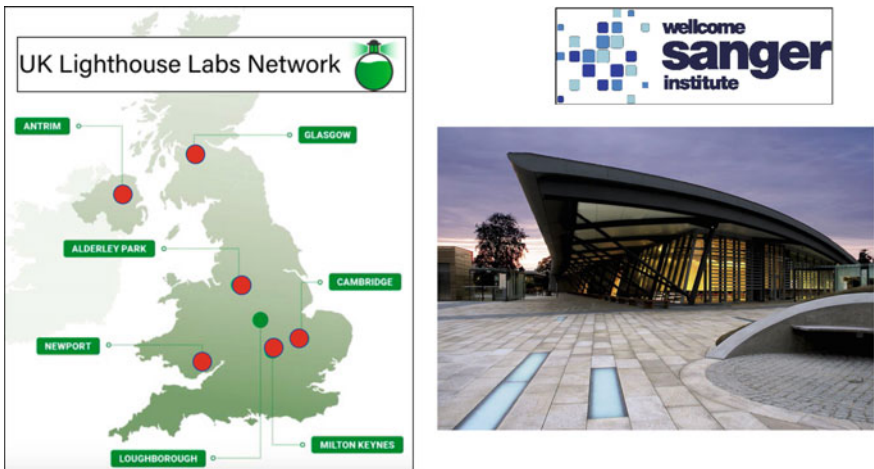 UK Lighthouse Labs Network
ANTRIM
GLASGOW
ALDERLEY PARK
CAMBRIDGE
NEWPORT
MILTON KEYNES
LOUGHBOROUGH
wellcome
sanger
institute